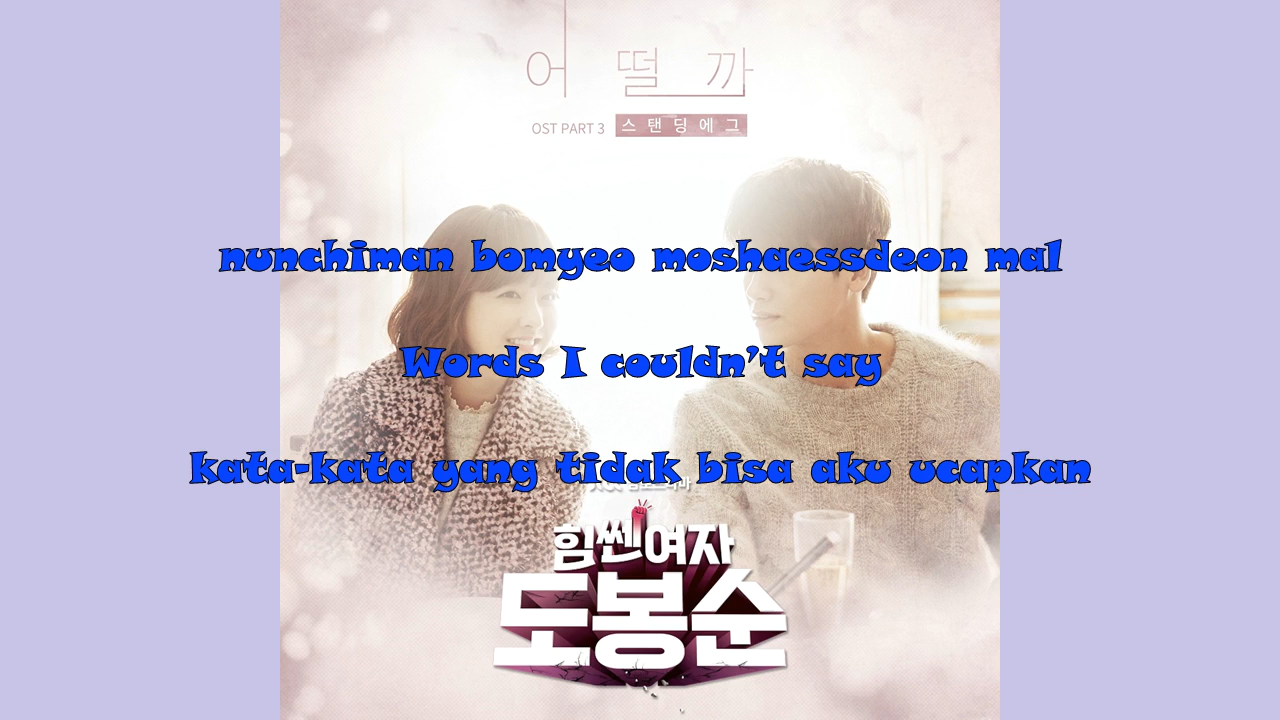 어떨까
OST PART 3 스탠딩에그
nunchiman bomyeo moshaessdeon mal
Words I couldn't say
kata-kata yang tidak bisa aku ucapkan
힘쎈여자
도봉순